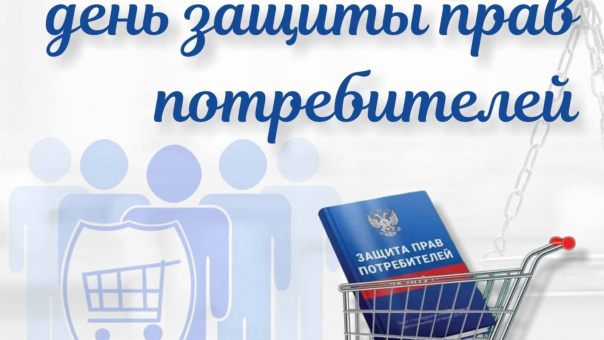 день защиты прав
потребителей
ЗАЩИТА ПРАВ
ПОТРЕБИТЕЛЕЙ